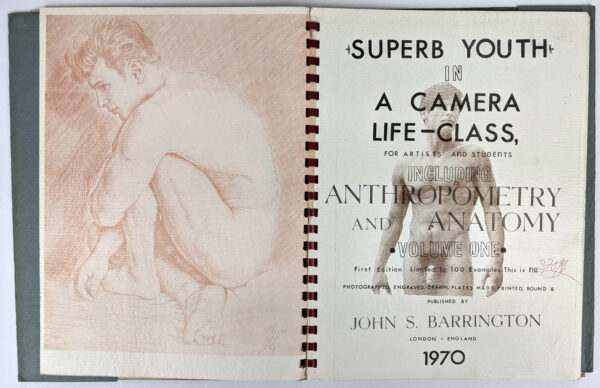 SUPERB YOUTH
IN
A CAMERA
LIFE-CLASS,
FOR ARTISTS AND STUDENTS
INCLUDING
ANTHROPOMETRY
AND ANATOMY
•VOLUME ONE•
First Edition Limited To 100 Examples. This is no.
PHOTOGRAPHED, ENGRAVED, DRAWN, PLATES MADE, PRINTED, BOUND &
PUBLISHED BY
JOHN S. BARRINGTON
LONDON - ENGLAND
1970